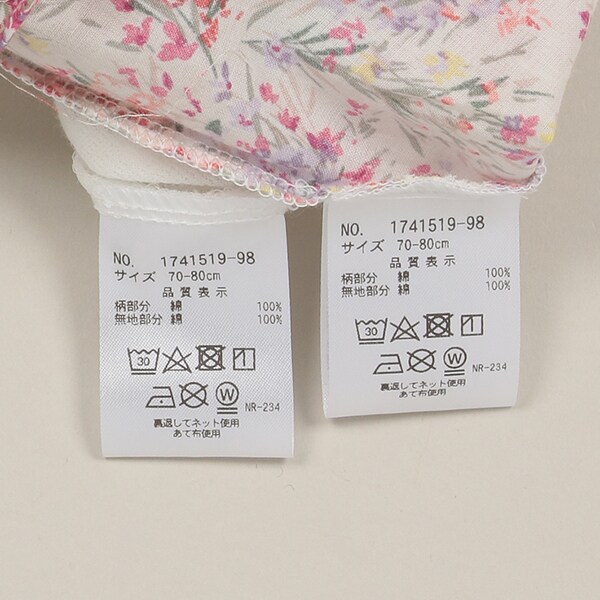 NO. 1741519-98
サイズ 70-80cm
品質表示
柄部分 綿 100%
無地部分 綿 100%
30
W
NR-234
裏返してネット使用
あて布使用
NO. 1741519-98
サイズ 70-80cm
品質表示
柄部分 綿 100%
無地部分 綿 100%
30
W
NR-234
裏返してネット使用
あて布使用